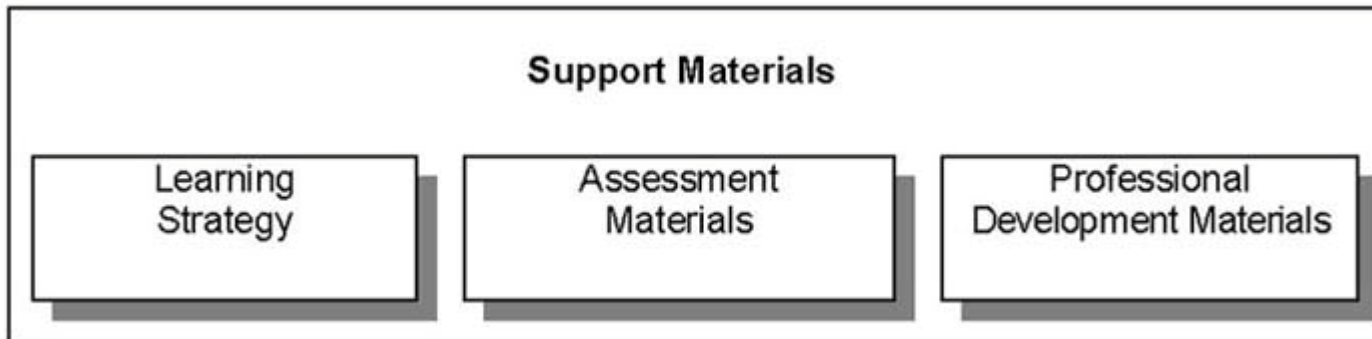 Support Materials
Learning
Strategy
Assessment
Materials
Professional
Development Materials